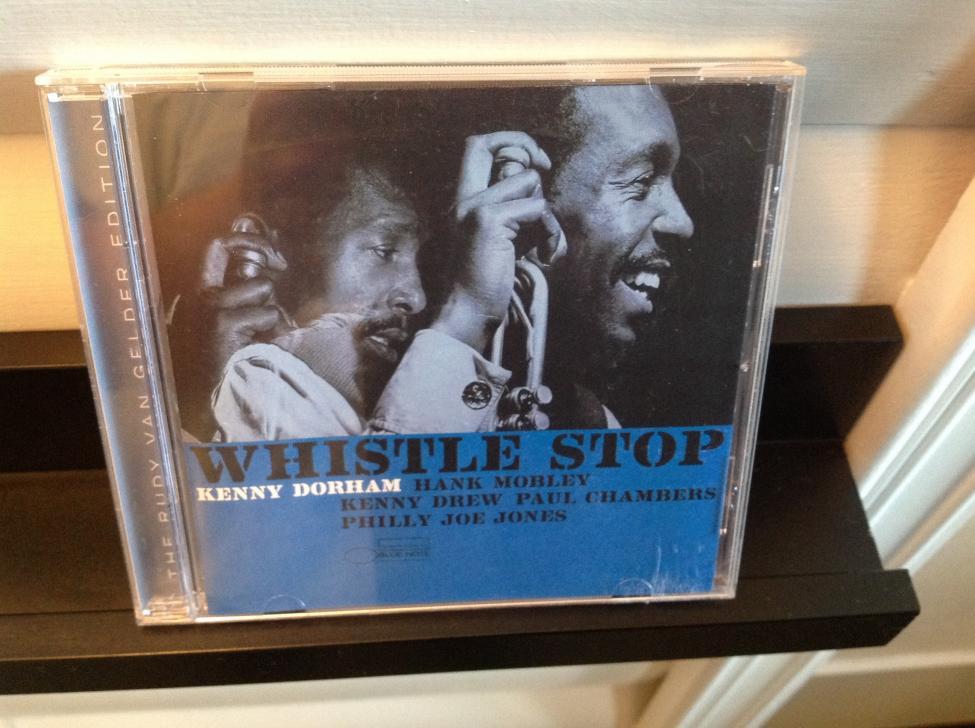 THE RUDY VAN GELDER EDITION
WHISTLE STOP
KENNY DORHAM HANK MOBLEY
KENNY DREW PAUL CHAMBERS
PHILLY JOE JONES
BLUE NOTE